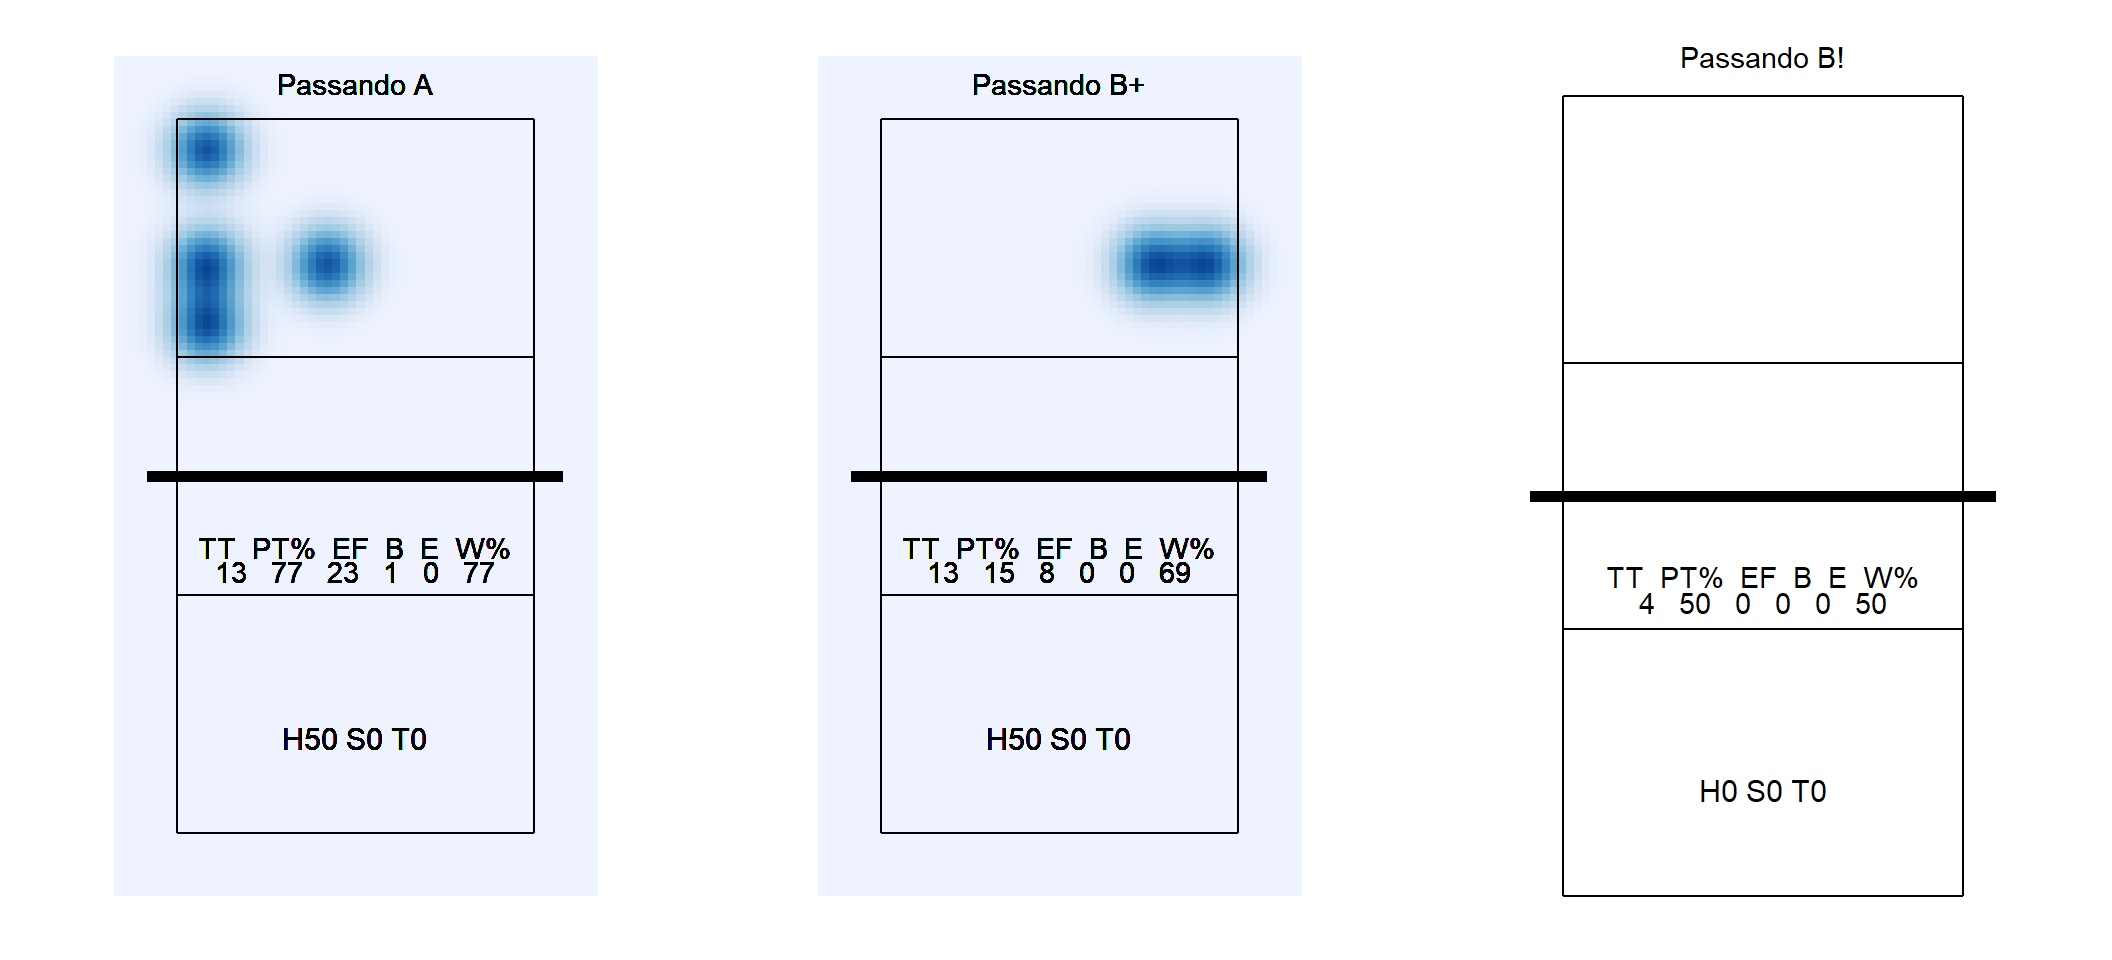 Passando A
TT PT% EF B E W%
13 77 23 1 0 77
H50 S0 T0
Passando B+
TT PT% EF B E W%
13 15 8 0 0 69
H50 S0 T0
Passando B!
TT PT% EF B E W%
4 50 0 0 0 50
H0 S0 T0